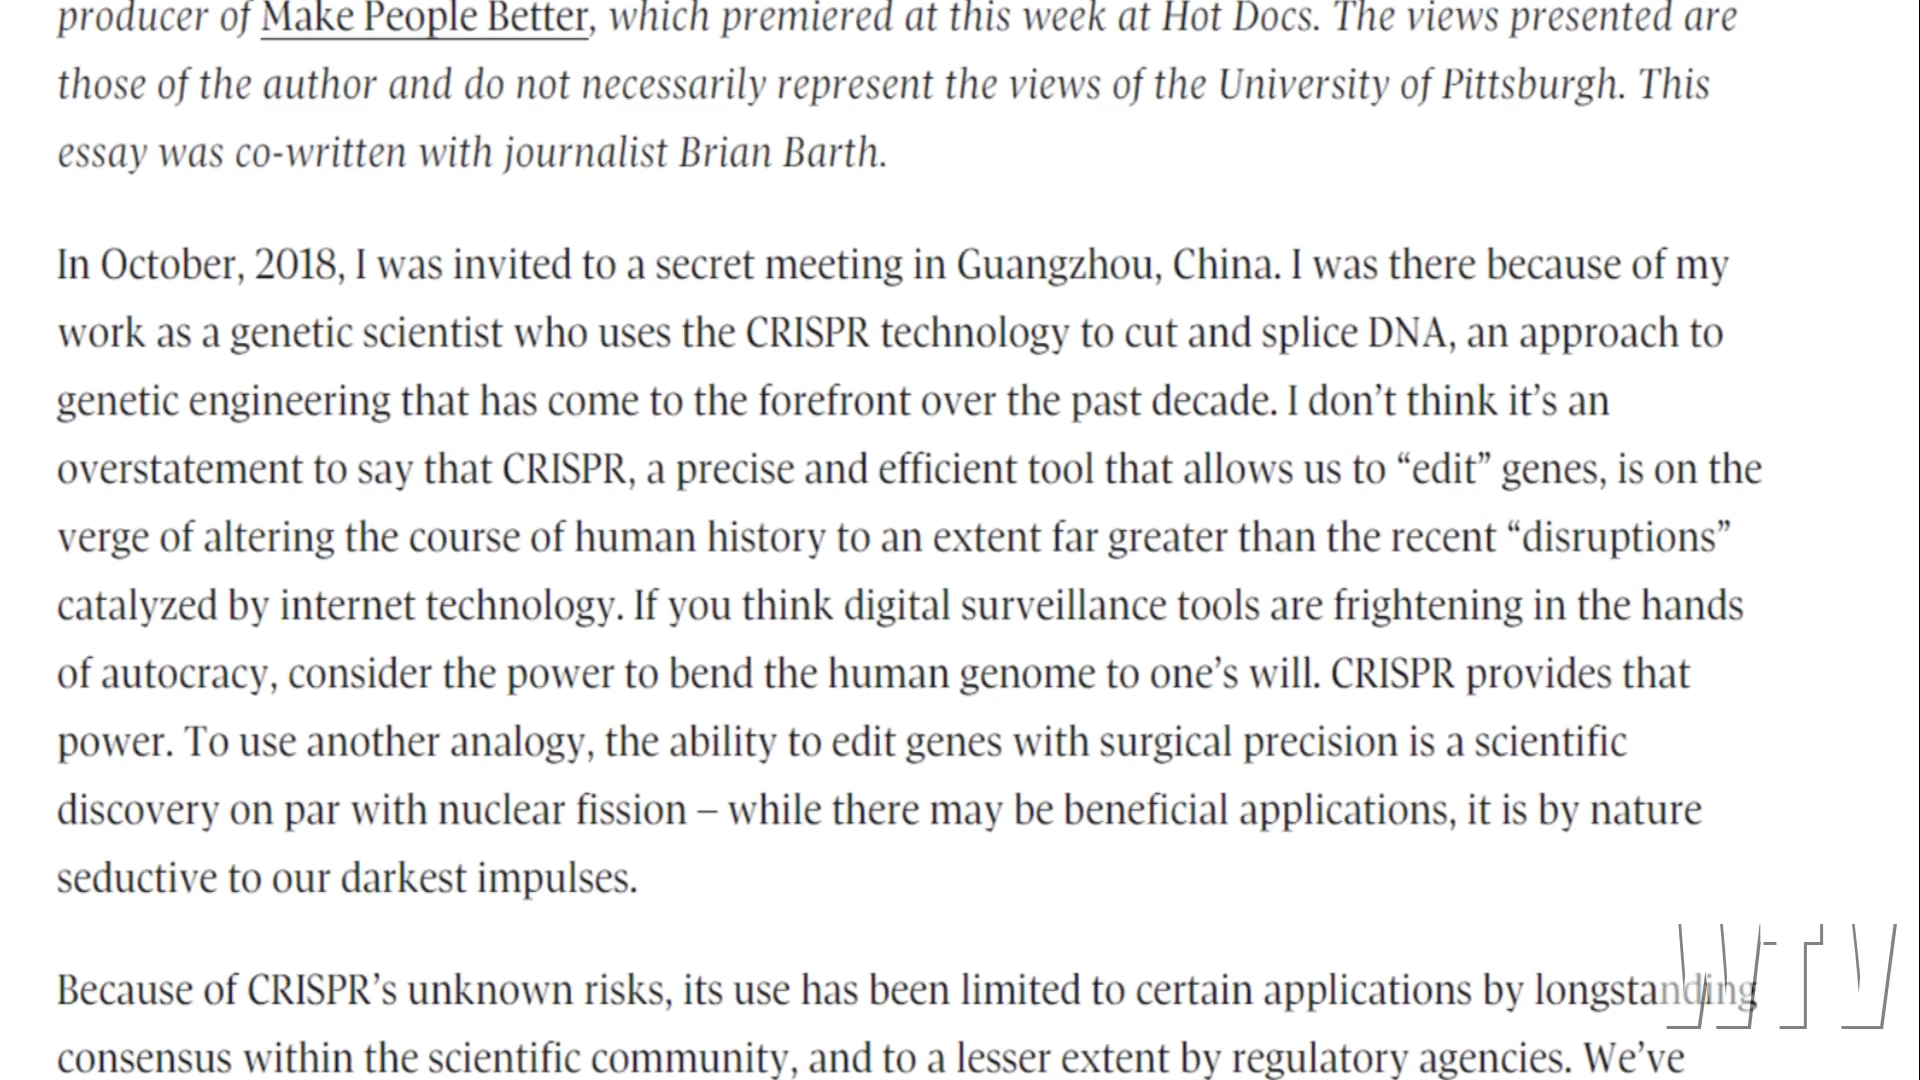 producer of Make People Better, which premiered at this week at Hot Docs. The views presented are
those of the author and do not necessarily represent the views of the University of Pittsburgh. This
essay was co-written with journalist Brian Barth.
In October, 2018, I was invited to a secret meeting in Guangzhou, China. I was there because of my
work as a genetic scientist who uses the CRISPR technology to cut and splice DNA, an approach to
genetic engineering that has come to the forefront over the past decade. I don’t think it’s an
overstatement to say that CRISPR, a precise and efficient tool that allows us to “edit” genes, is on the
verge of altering the course of human history to an extent far greater than the recent “disruptions”
catalyzed by internet technology. If you think digital surveillance tools are frightening in the hands
of autocracy, consider the power to bend the human genome to one’s will. CRISPR provides that
power. To use another analogy, the ability to edit genes with surgical precision is a scientific
discovery on par with nuclear fission – while there may be beneficial applications, it is by nature
seductive to our darkest impulses.
Because of CRISPR’s unknown risks, its use has been limited to certain applications by longstanding
consensus within the scientific community, and to a lesser extent by regulatory agencies. We’ve
WTV